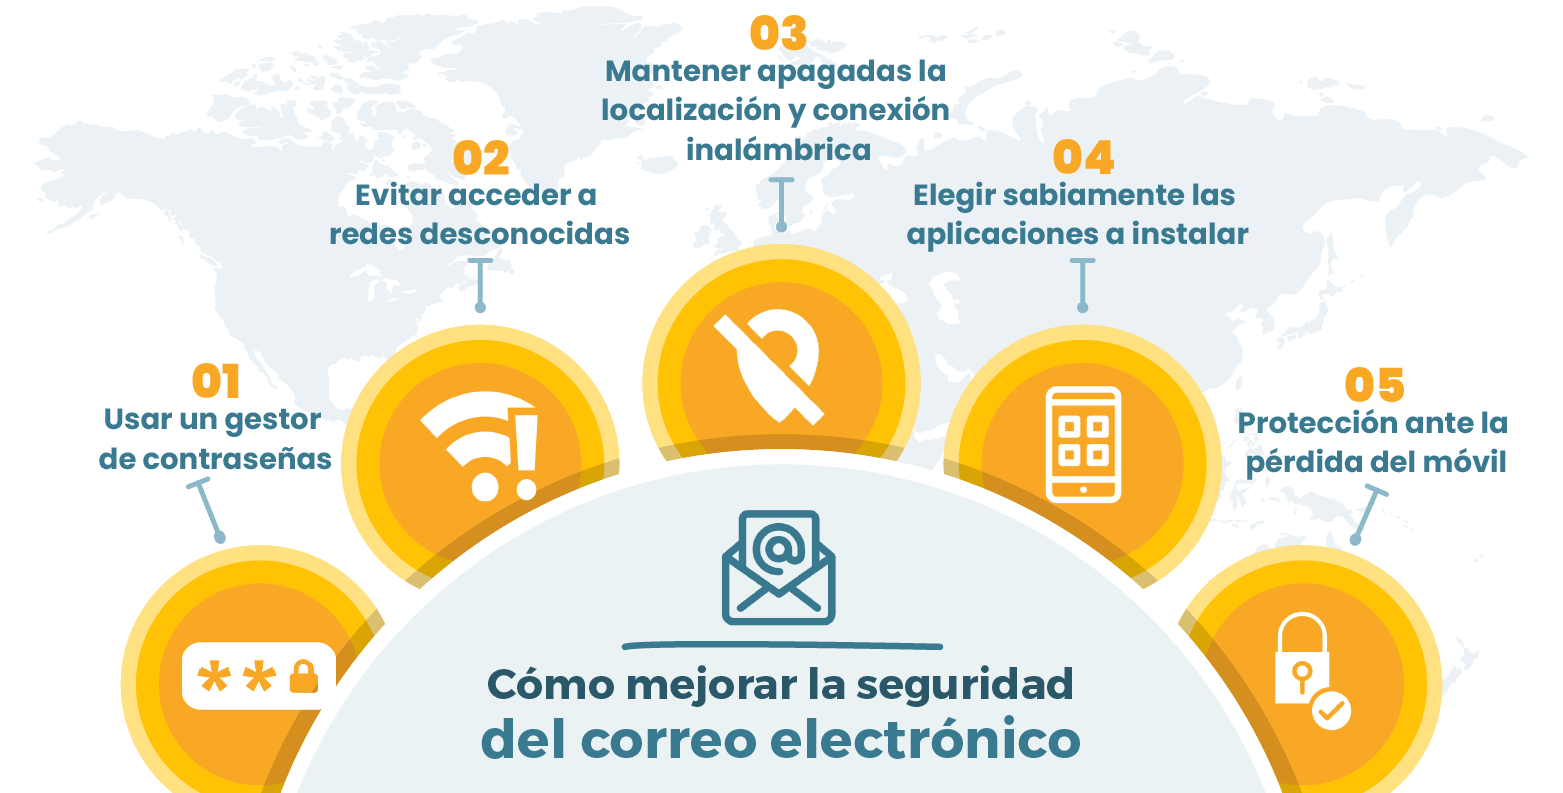 01
Usar un gestor
de contraseñas
02
Evitar acceder a
redes desconocidas
03
Mantener apagadas la
localización y conexión
inalámbrica
04
Elegir sabiamente las
aplicaciones a instalar
05
Protección ante la
pérdida del móvil
Cómo mejorar la seguridad
del correo electrónico